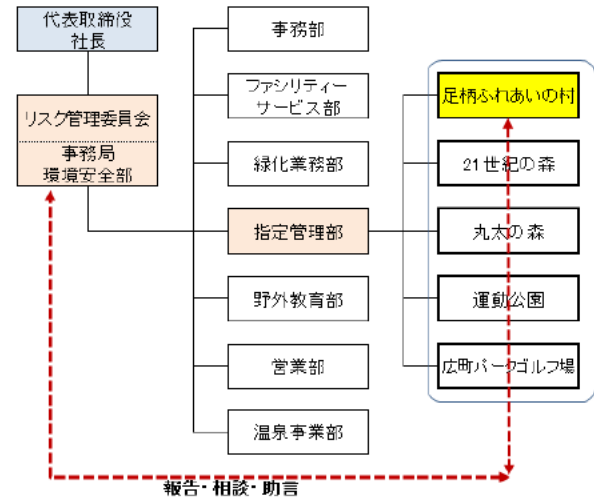 代表取締役
社長
リスク管理委員会
事務局
環境安全部
事務部
ファシリティー
サービス部
緑化業務部
指定管理部
野外教育部
営業部
温泉事業部
足柄ふれあいの村
21世紀の森
丸太の森
運動公園
広町パークゴルフ場
報告・相談・助言